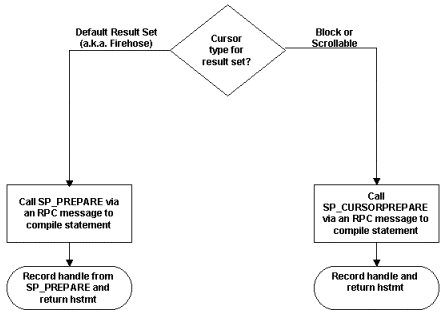 Default Result Set
(a.k.a. Firehose)
Cursor
type for
result set?
Block or
Scrollable
Call SP_PREPARE via
an RPC message to
compile statement
Call
SP_CURSORPREPARE
via an RPC message to
compile statement
Record handle from
SP_PREPARE and
return hstmt
Record handle and
return hstmt